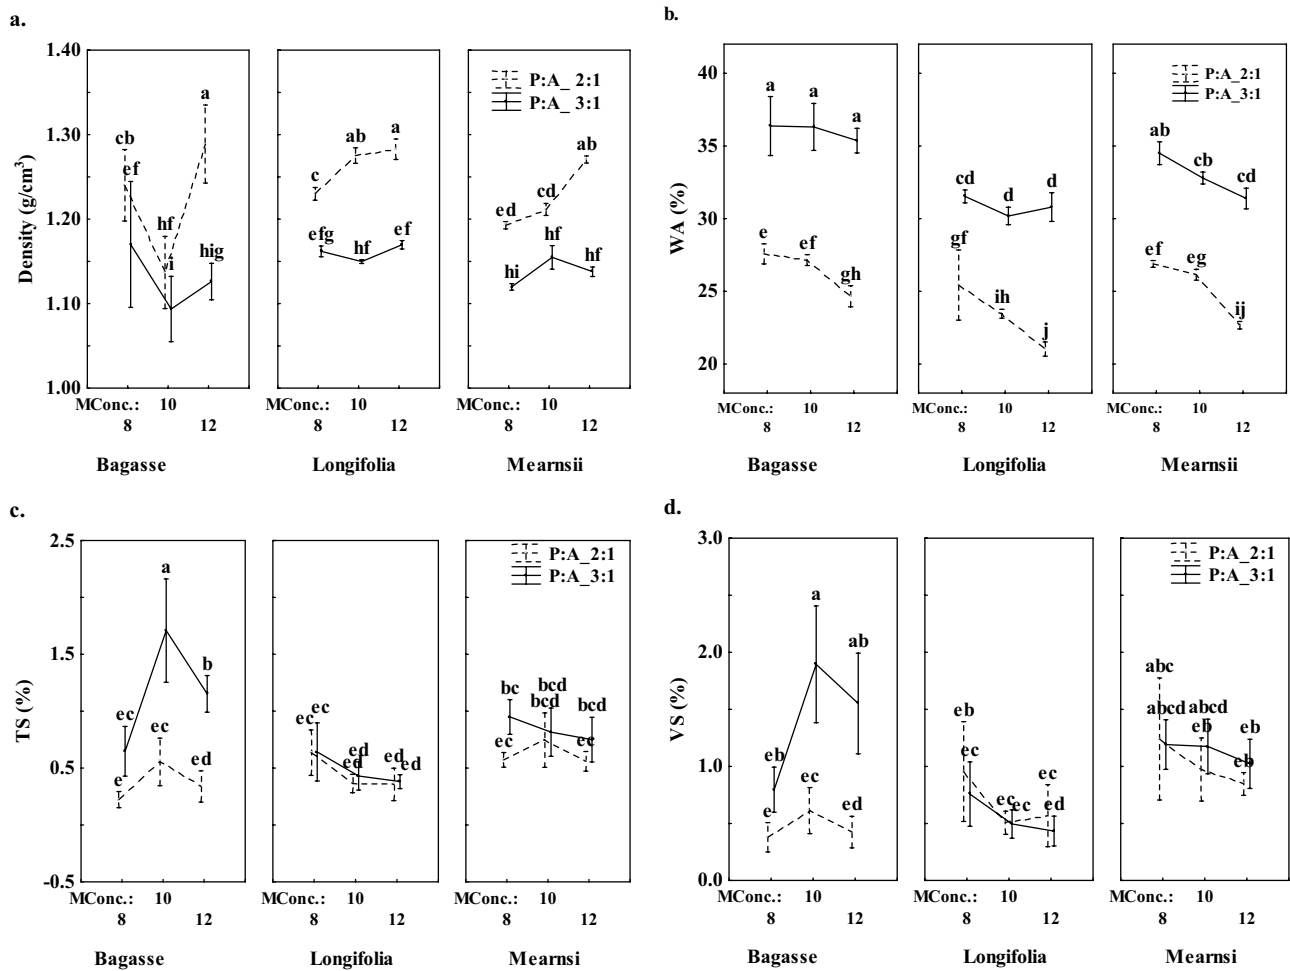 a.
1.40
1.30
1.20
1.10
1.00
Density (g/cm³)
cb
ef
hf
i
a
hig
c
ab
a
efg
hf
ef
P:A_ 2:1
P:A_ 3:1
ed
cd
ab
hi
hf
hf
MConc.: 10
8 12
10
8 12
10
8 12
Bagasse Longifolia Mearnsii
b.
40
35
30
25
20
WA (%)
a a a
e ef gh
cd d d
gf ih j
P:A_2:1
P:A_3:1
ab cb cd
ef eg ij
MConc.: 10
8 12
MConc.: 10
8 12
MConc.: 10
8 12
Bagasse Longifolia Mearnsii
c.
2.5
1.5
0.5
-0.5
TS (%)
a
b
ec
ec
ed
e
ec ec
ed
ed
ed
ed
P:A_2:1
P:A_3:1
bc
bcd
bcd
bcd
ec
ec
MConc.: 10
8 12
10
8 12
10
8 12
Bagasse Longifolia Mearnsi
d.
3.0
2.0
1.0
0.0
VS (%)
a
ab
eb
e
ec
ed
eb
ec
ec
ec
ec
ed
P:A_2:1
P:A_3:1
abc
abcd
abcd
eb
eb
eb
MConc.: 10
8 12
10
8 12
10
8 12
Bagasse Longifolia Mearnsi